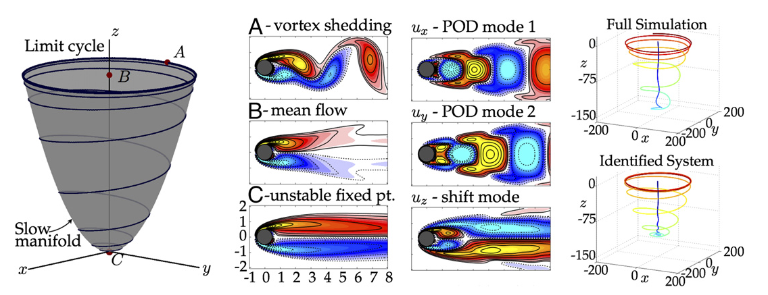 z
Limit cycle
A
B
Slow
manifold
C
x
y
A - vortex shedding
B - mean flow
C - unstable fixed pt.
2
1
0
-1
-2
-1 0 1 2 3 4 5 6 7 8
u_x - POD mode 1
u_y - POD mode 2
u_z - shift mode
Full Simulation
0
z
-75
-150
-200
0
x
200
-200
0
y
200
Identified System
0
z
-75
-150
-200
0
x
200
-200
0
y
200